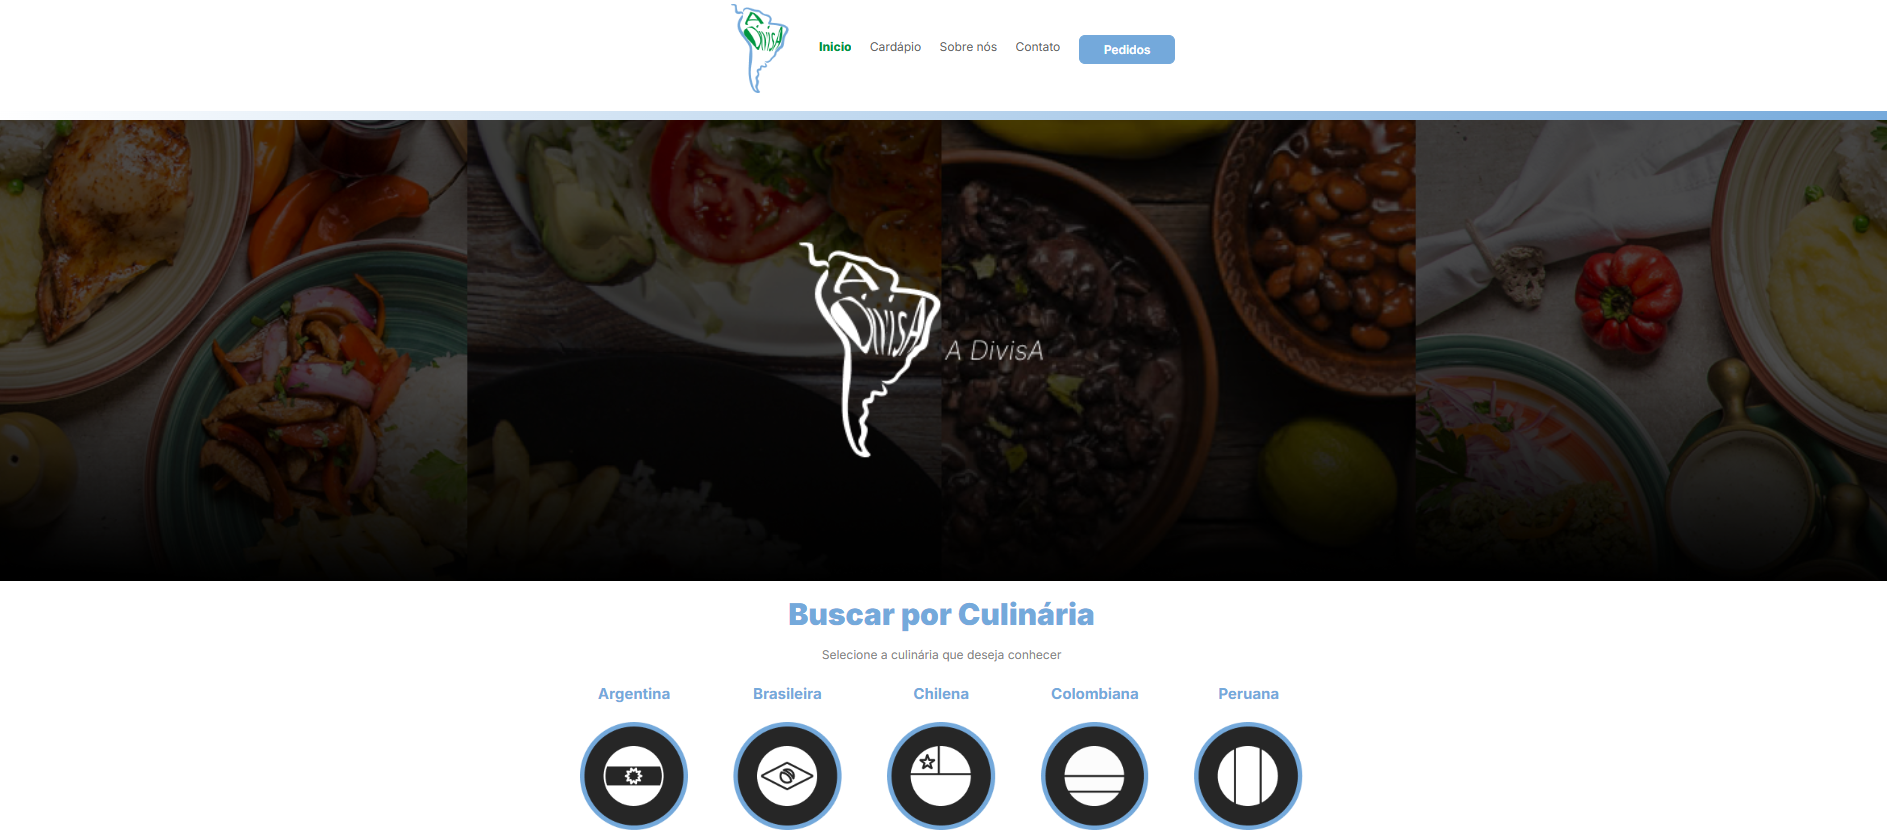 A DivisA
Inicio Cardápio Sobre nós Contato Pedidos
A DivisA
A DivisA
Buscar por Culinária
Selecione a culinária que deseja conhecer
Argentina Brasileira Chilena Colombiana Peruana